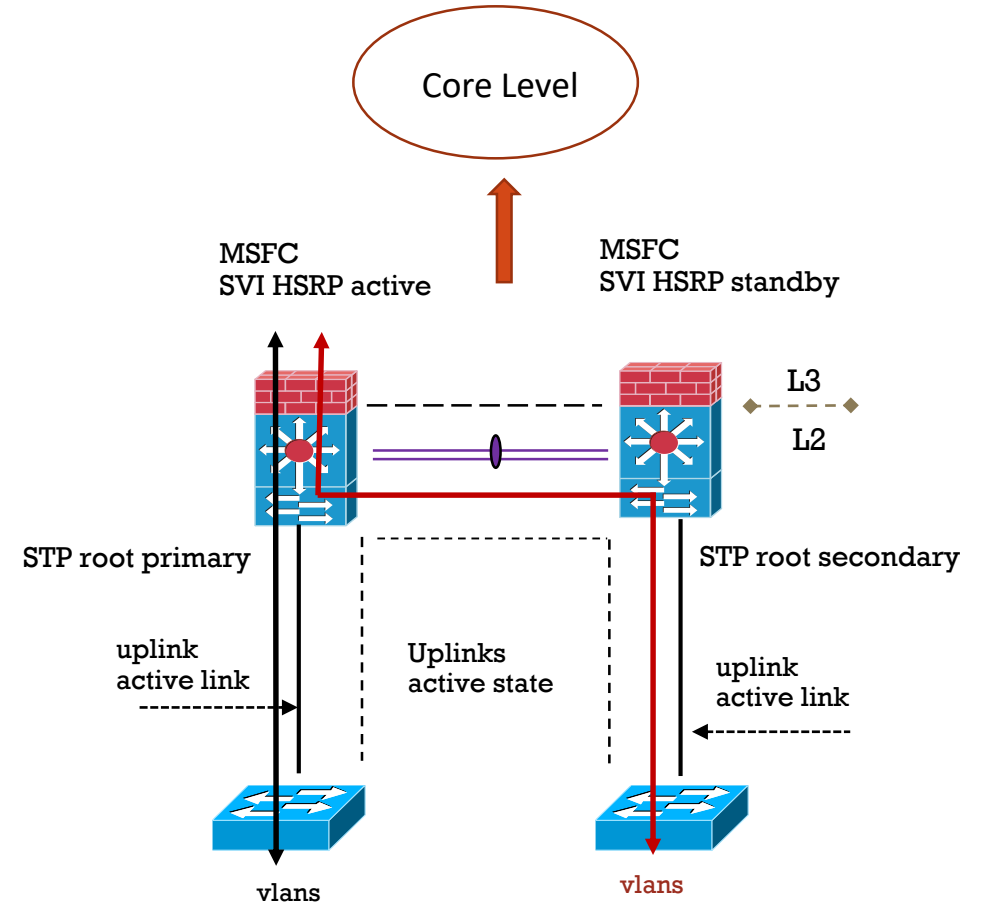 Core Level
MSFC
SVI HSRP active
MSFC
SVI HSRP standby
L3
L2
STP root primary
STP root secondary
uplink
active link
Uplinks
active state
uplink
active link
vlans
vlans